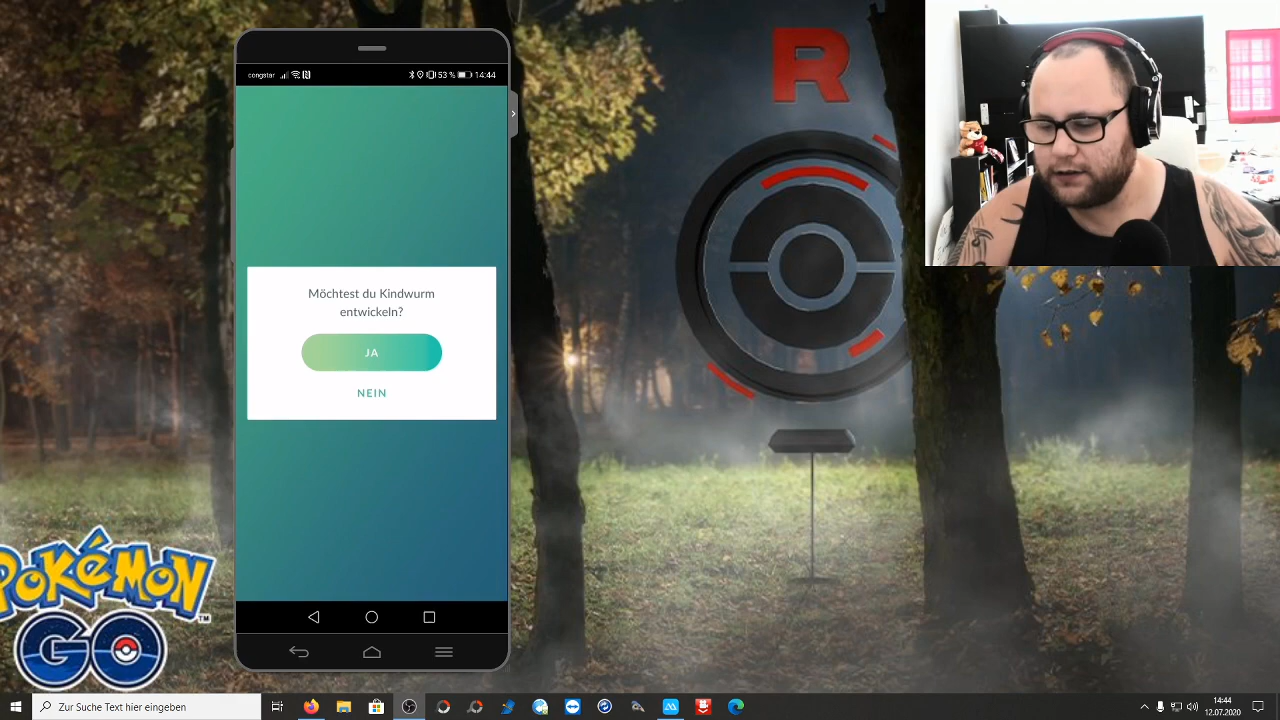 R
congstar
53 %
14:44
Möchtest du Kindwurm
entwickeln?
JA
NEIN
POKÉMON
GO
TM
Zur Suche Text hier eingeben
14:44
12.07.2020